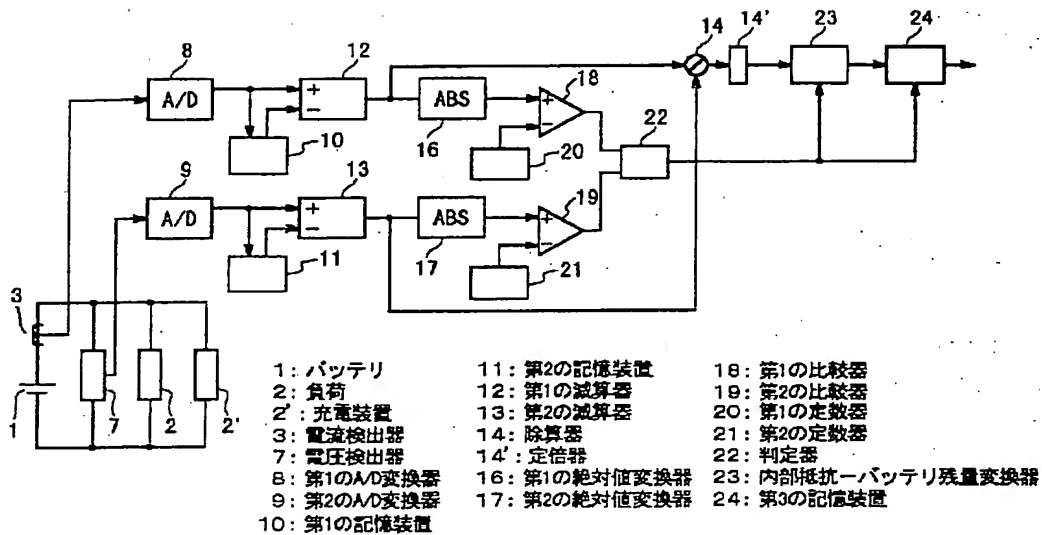 14
14'
23
24
8
12
A/D
+
−
ABS
18
+
−
22
10
16
20
9
13
19
A/D
+
−
ABS
+
−
11
17
21
3
1
7
2
2'
1: バッテリ
2: 負荷
2': 充電装置
3: 電流検出器
7: 電圧検出器
8: 第1のA/D変換器
9: 第2のA/D変換器
10: 第1の記憶装置
11: 第2の記憶装置
12: 第1の減算器
13: 第2の減算器
14: 除算器
14': 定倍器
16: 第1の絶対値変換器
17: 第2の絶対値変換器
18: 第1の比較器
19: 第2の比較器
20: 第1の定数器
21: 第2の定数器
22: 判定器
23: 内部抵抗ーバッテリ残量変換器
24: 第3の記憶装置